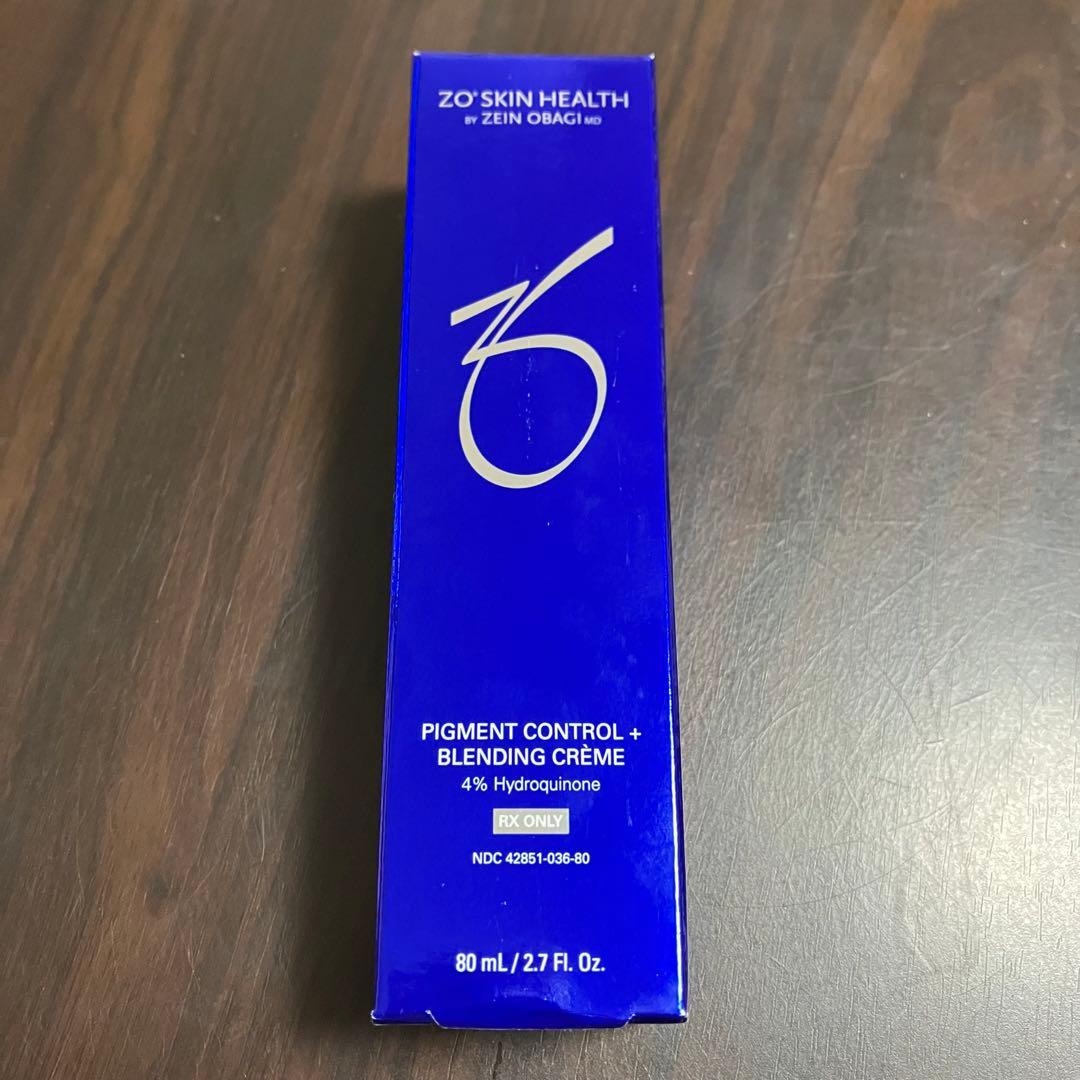 ZO® SKIN HEALTH
BY ZEIN OBAGI MD
PIGMENT CONTROL +
BLENDING CRÈME
4% Hydroquinone
RX ONLY
NDC 42851-036-80
80 mL / 2.7 Fl. Oz.